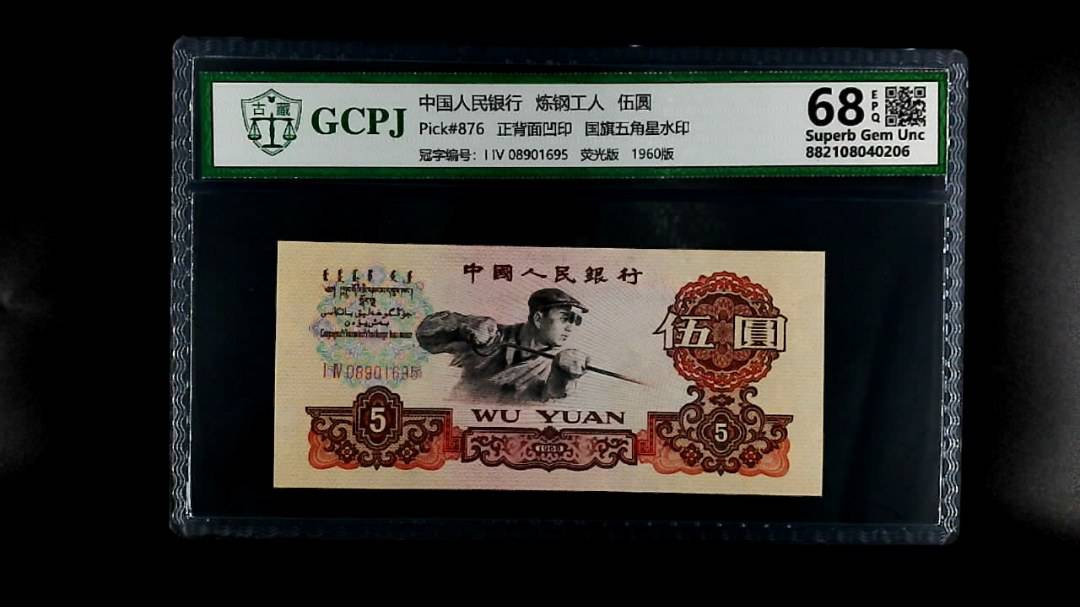 古藏
GCPJ
中国人民银行 炼钢工人 伍圆
Pick#876 正背面凹印 国旗五角星水印
冠字编号: I IV 08901695 荧光版 1960版
68 EPQ
Superb Gem Unc
882108040206
中國人民銀行
伍圓
I IV 08901695
5
WU YUAN
5
1960